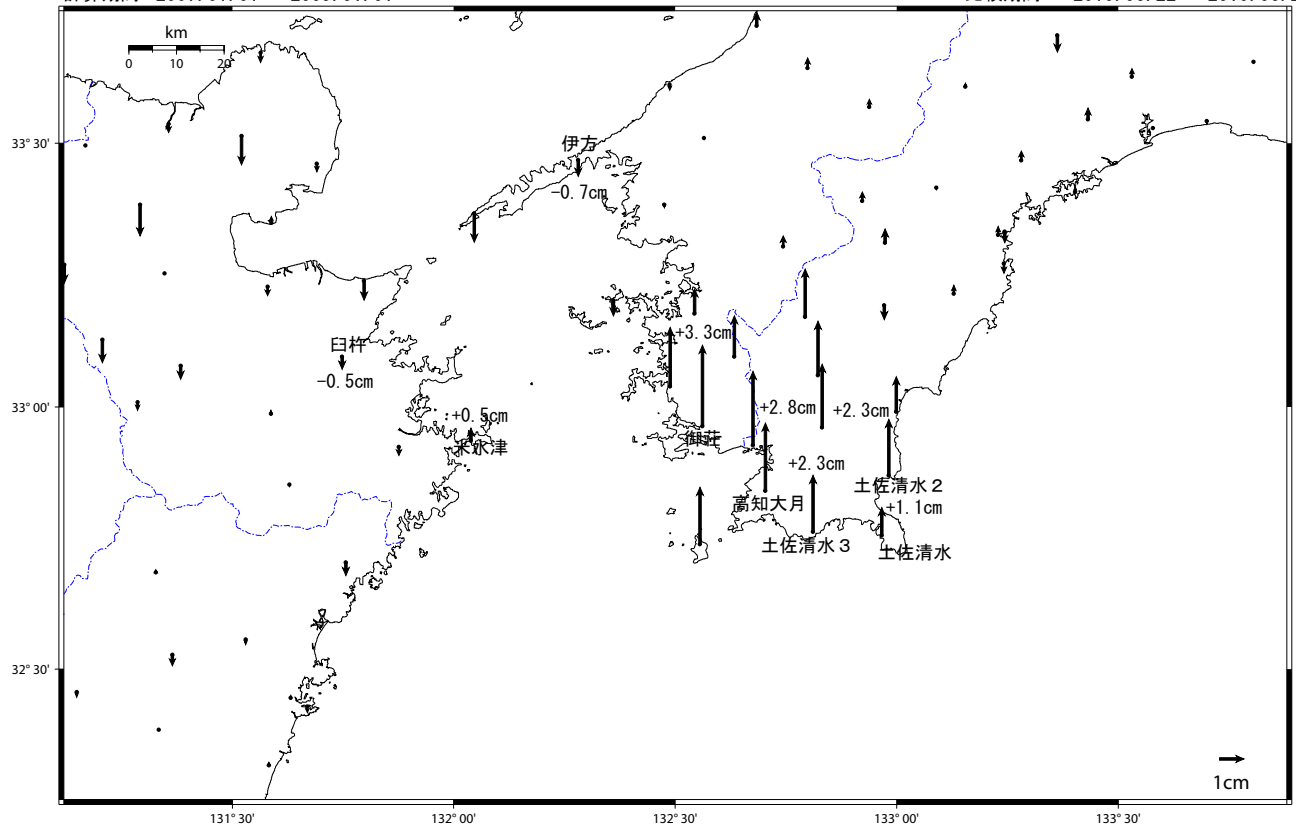 km
0 10 20
伊方
-0.7cm
33° 30'
+3.3cm
臼杵
-0.5cm
33° 00'
+0.5cm
米水津
+2.8cm
+2.3cm
御荘
+2.3cm
高知大月
土佐清水２
+1.1cm
土佐清水３
土佐清水
32° 30'
1cm
131° 30'
132° 00'
132° 30'
133° 00'
133° 30'